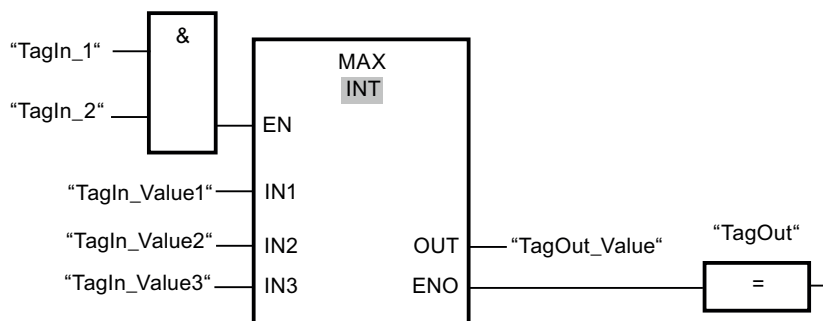 &
“TagIn_1“
“TagIn_2“
MAX
INT
EN
“TagIn_Value1“
IN1
“TagIn_Value2“
IN2
OUT
“TagOut_Value“
“TagOut“
“TagIn_Value3“
IN3
ENO
=